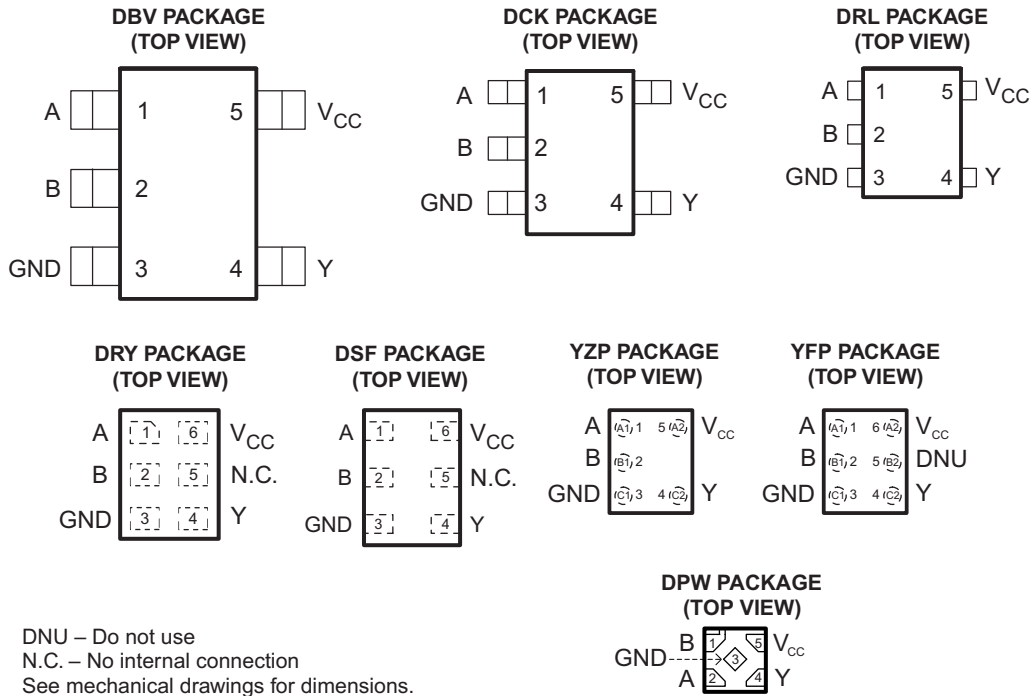 DBV PACKAGE
(TOP VIEW)
A 1 5 VCC
B 2
GND 3 4 Y
DCK PACKAGE
(TOP VIEW)
A 1 5 VCC
B 2
GND 3 4 Y
DRL PACKAGE
(TOP VIEW)
A 1 5 VCC
B 2
GND 3 4 Y
DRY PACKAGE
(TOP VIEW)
A 1 6 VCC
B 2 5 N.C.
GND 3 4 Y
DSF PACKAGE
(TOP VIEW)
A 1 6 VCC
B 2 5 N.C.
GND 3 4 Y
YZP PACKAGE
(TOP VIEW)
A A1 1 5 A2 Vcc
B B1 2
GND C1 3 4 C2 Y
YFP PACKAGE
(TOP VIEW)
A A1 1 6 A2 Vcc
B B1 2 5 B2 DNU
GND C1 3 4 C2 Y
DPW PACKAGE
(TOP VIEW)
B 1 5 Vcc
GND 3
A 2 4 Y
DNU – Do not use
N.C. – No internal connection
See mechanical drawings for dimensions.